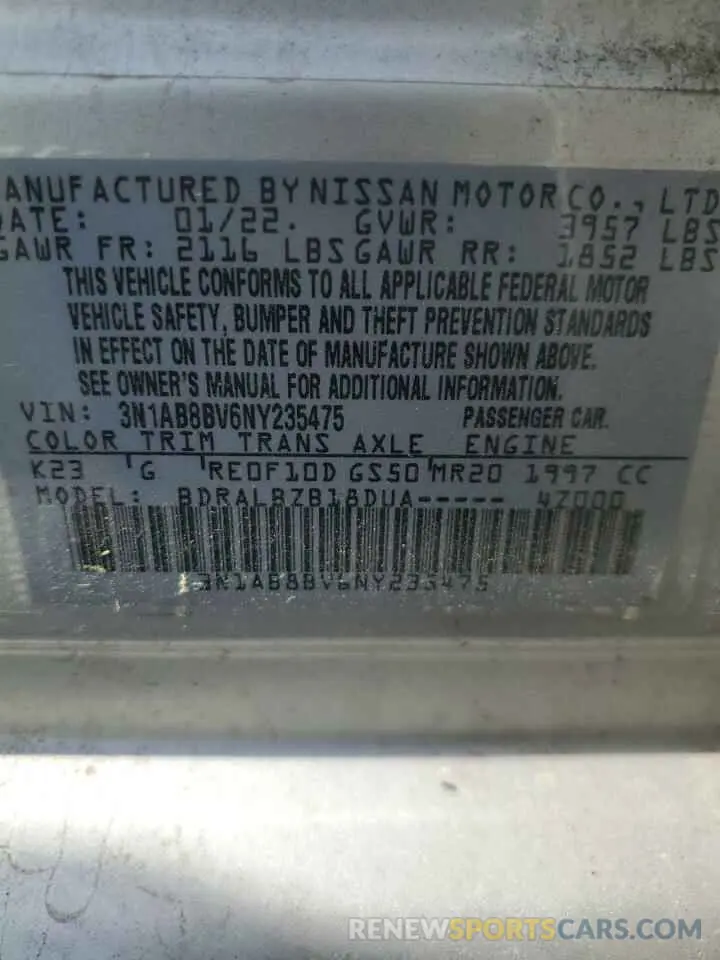 ANUFACTURED BY NISSAN MOTOR CO., LTD
DATE: 01/22. GVWR: 3957 LBS
GAWR FR: 2116 LBS GAWR RR: 1852 LBS
THIS VEHICLE CONFORMS TO ALL APPLICABLE FEDERAL MOTOR
VEHICLE SAFETY, BUMPER AND THEFT PREVENTION STANDARDS
IN EFFECT ON THE DATE OF MANUFACTURE SHOWN ABOVE.
SEE OWNER'S MANUAL FOR ADDITIONAL INFORMATION.
VIN: 3N1AB8BV6NY235475 PASSENGER CAR.
COLOR TRIM TRANS AXLE ENGINE
K23 G RE0F10D GS50 MR20 1997 CC
MODEL: BDRALBZB18DUA----- 4Z000
3N1AB8BV6NY235475
RENEWSPORTSCARS.COM